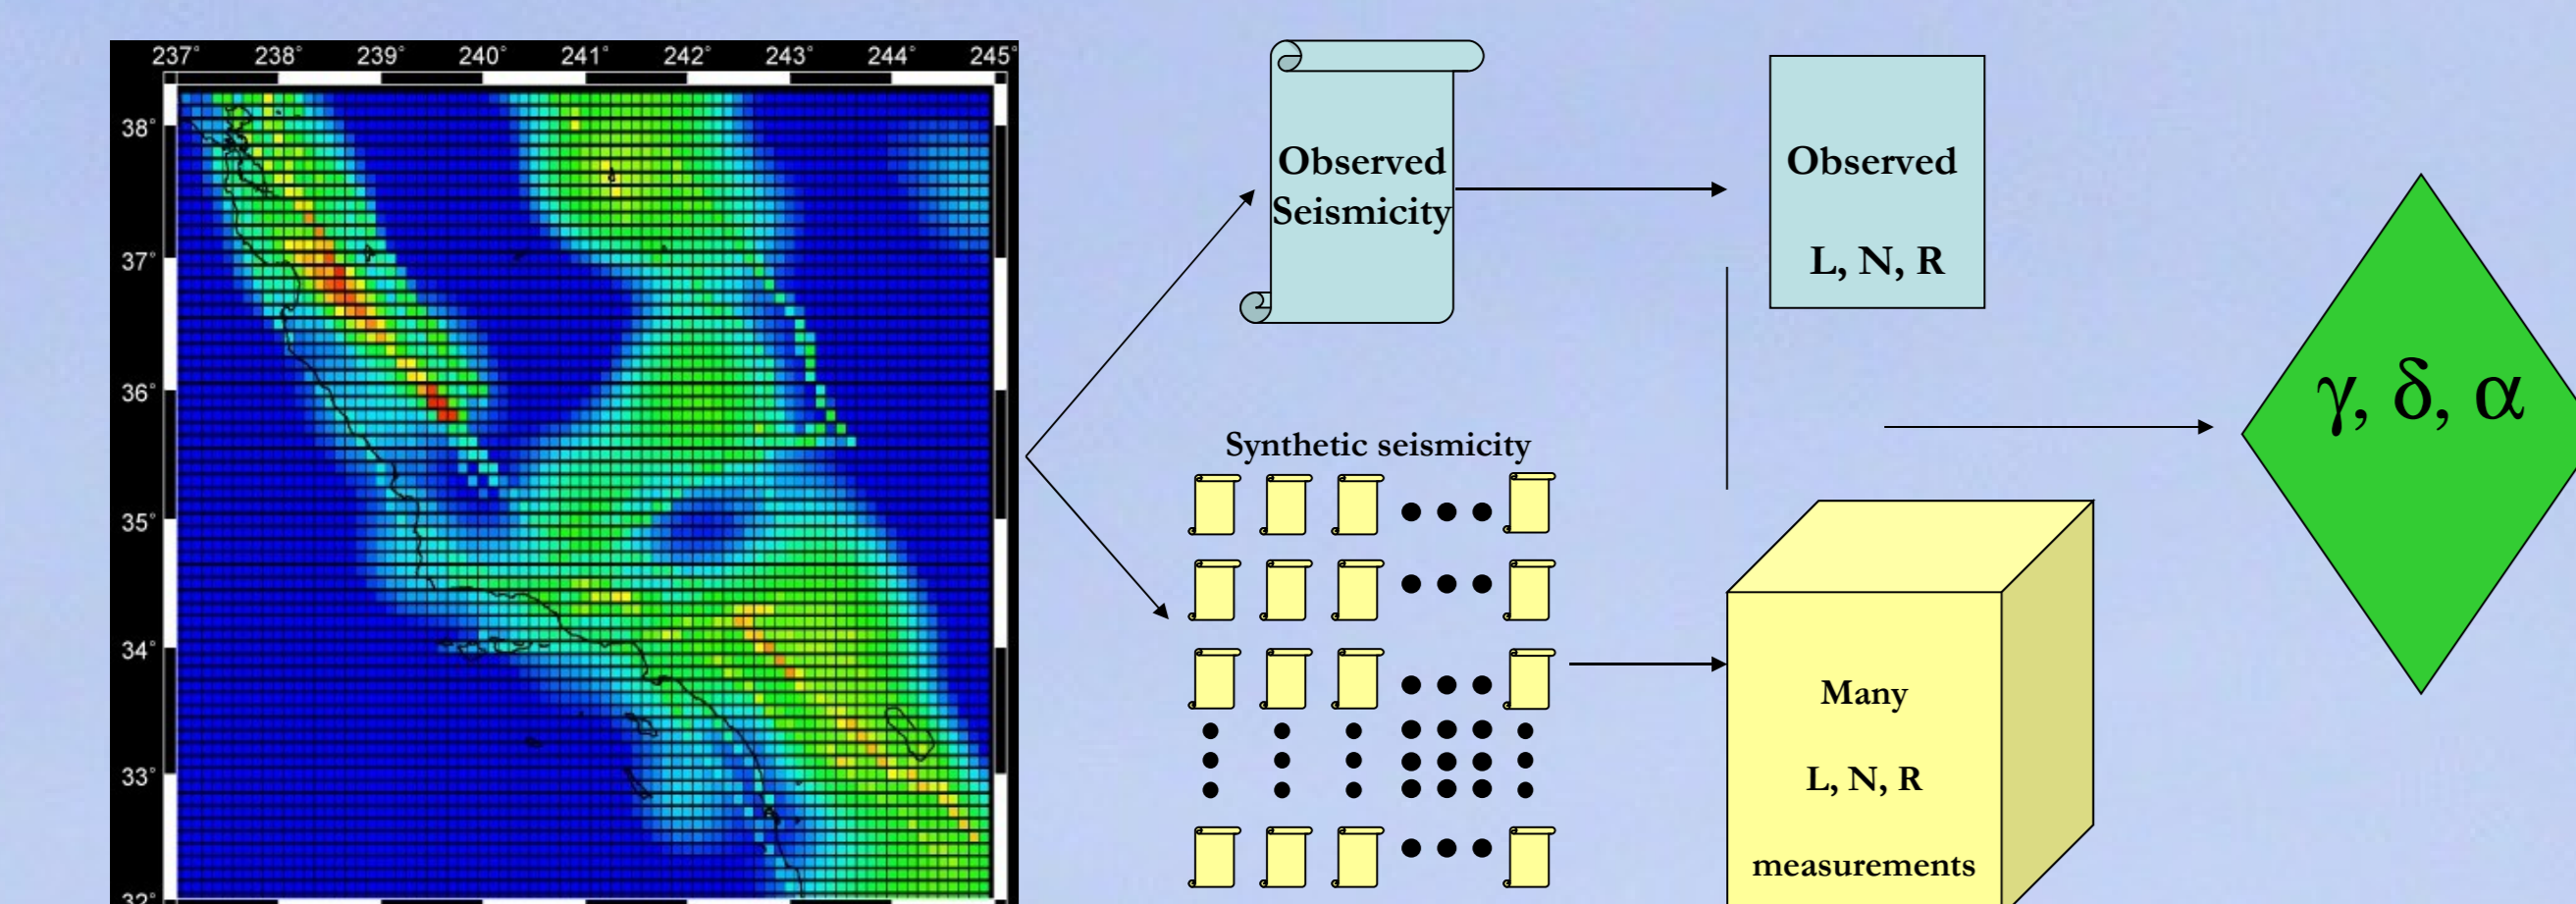 237° 238° 239° 240° 241° 242° 243° 244° 245°
38°
37°
36°
35°
34°
33°
32°
Observed
Seismicity
Observed
L, N, R
Synthetic seismicity
Many
L, N, R
measurements
γ, δ, α